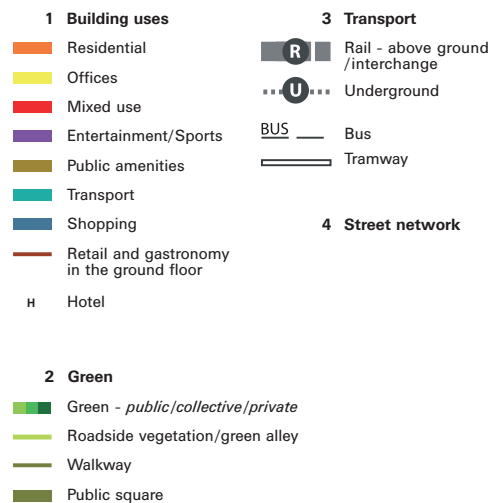 1 Building uses
Residential
Offices
Mixed use
Entertainment/Sports
Public amenities
Transport
Shopping
Retail and gastronomy
in the ground floor
H Hotel
2 Green
Green - public/collective/private
Roadside vegetation/green alley
Walkway
Public square
3 Transport
R Rail - above ground
/interchange
U Underground
BUS Bus
Tramway
4 Street network